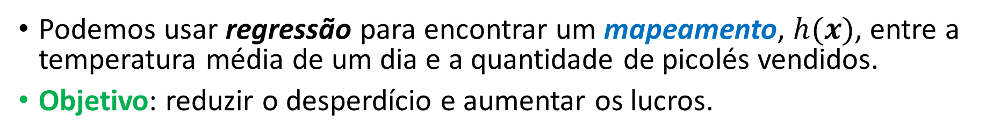 • Podemos usar regressão para encontrar um mapeamento, h(x), entre a
temperatura média de um dia e a quantidade de picolés vendidos.
• Objetivo: reduzir o desperdício e aumentar os lucros.